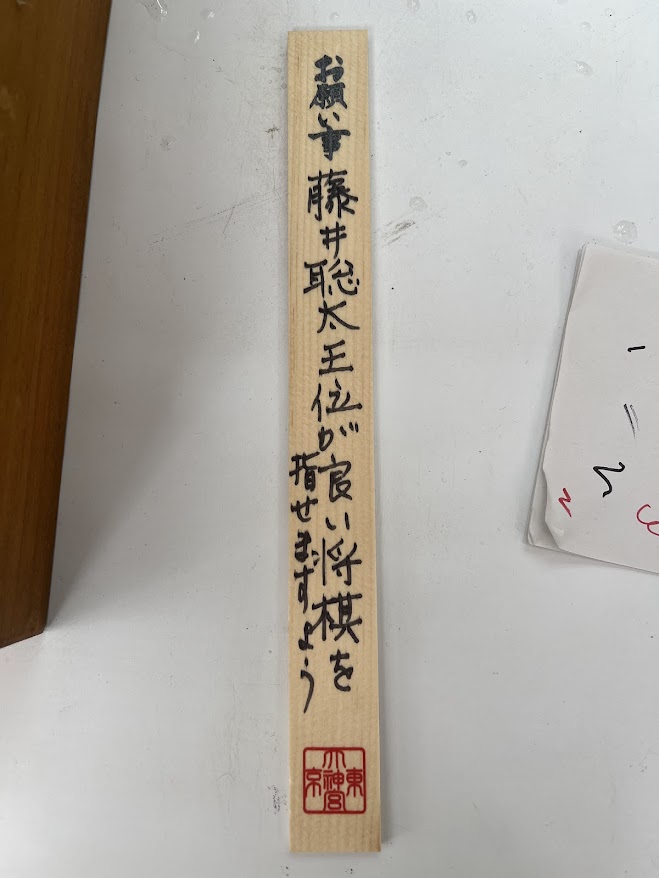 お願い事
藤井聡太王位が良い将棋を
指せますよう
東京大神宮